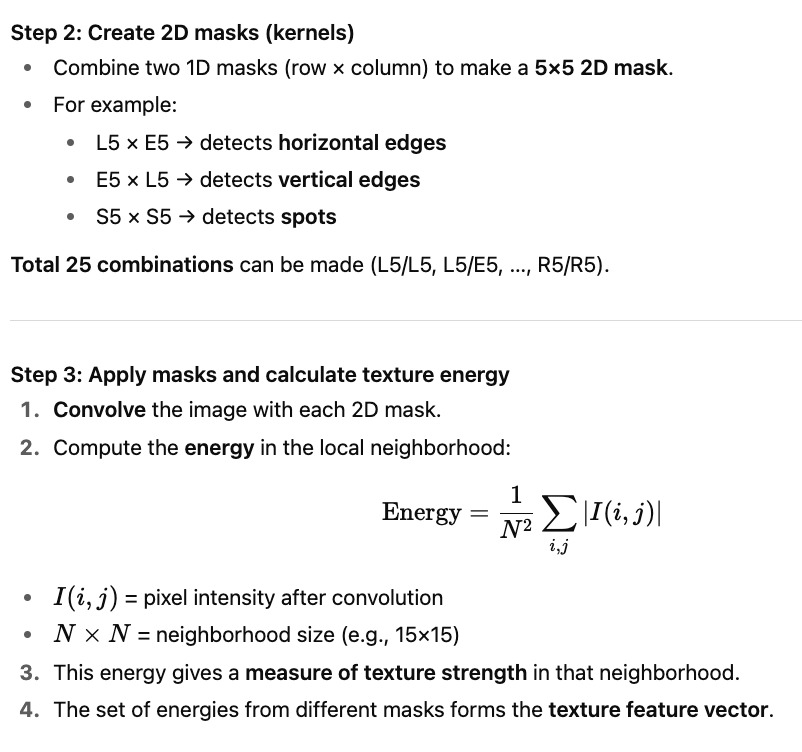 Step 2: Create 2D masks (kernels)
• Combine two 1D masks (row × column) to make a 5×5 2D mask.
• For example:
• L5 × E5 → detects horizontal edges
• E5 × L5 → detects vertical edges
• S5 × S5 → detects spots
Total 25 combinations can be made (L5/L5, L5/E5, ..., R5/R5).
Step 3: Apply masks and calculate texture energy
1. Convolve the image with each 2D mask.
2. Compute the energy in the local neighborhood:
Energy = 1/N² ∑_{i,j} |I(i, j)|
• I(i, j) = pixel intensity after convolution
• N × N = neighborhood size (e.g., 15×15)
3. This energy gives a measure of texture strength in that neighborhood.
4. The set of energies from different masks forms the texture feature vector.